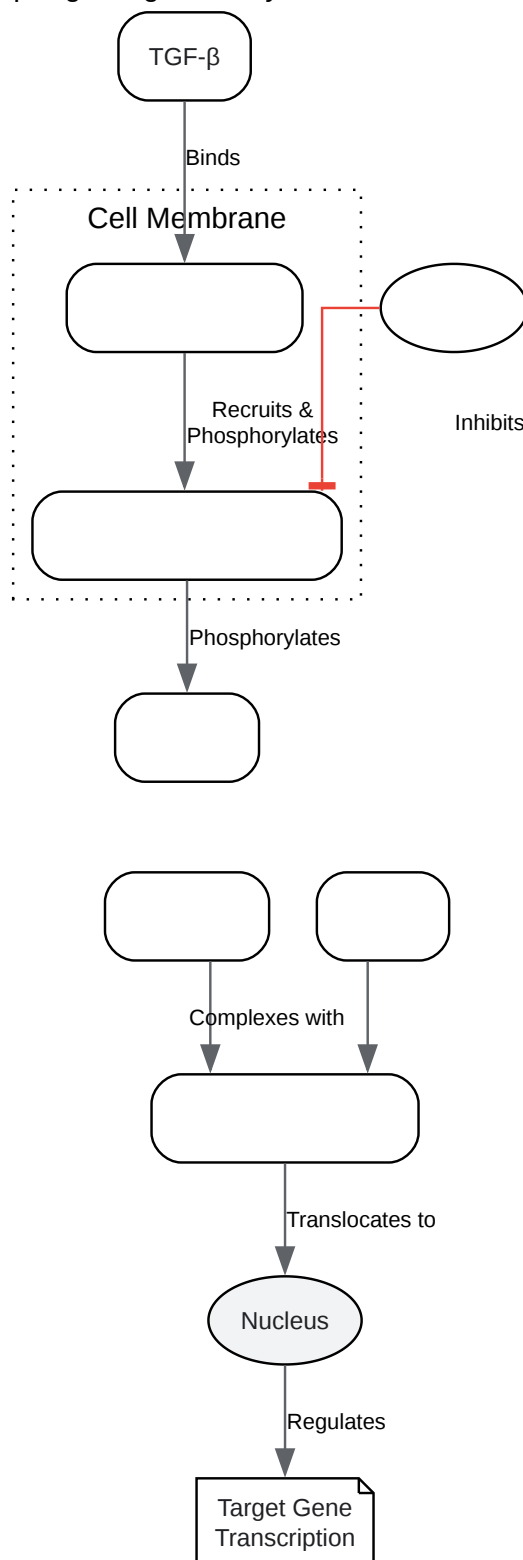 TGF-β
Binds
Cell Membrane
Recruits &
Phosphorylates
Inhibits
Phosphorylates
Complexes with
Translocates to
Nucleus
Regulates
Target Gene
Transcription